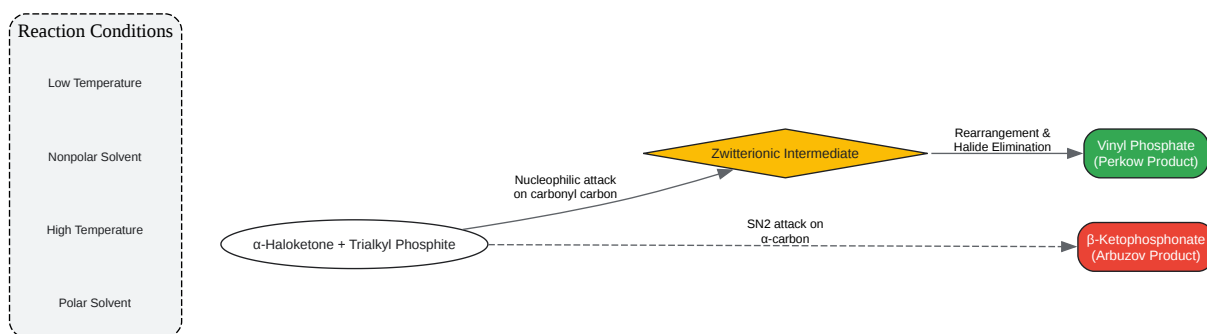 Reaction Conditions
Low Temperature
Nonpolar Solvent
High Temperature
Polar Solvent
α-Haloketone + Trialkyl Phosphite
Nucleophilic attack
on carbonyl carbon
Zwitterionic Intermediate
Rearrangement &
Halide Elimination
Vinyl Phosphate
(Perkow Product)
SN2 attack on
α-carbon
β-Ketophosphonate
(Arbuzov Product)